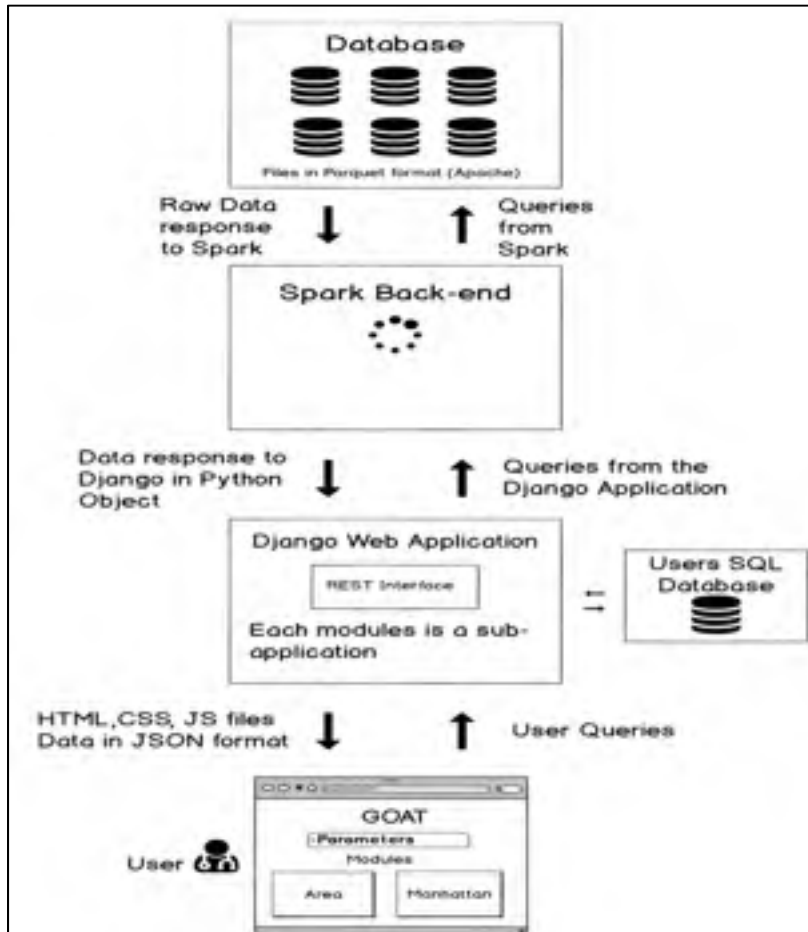 Database
Files in Parquet format (Apache)
Raw Data
response
to Spark
Queries
from
Spark
Spark Back-end
Data response to
Django in Python
Object
Queries from the
Django Application
Django Web Application
REST Interface
Each modules is a sub-
application
Users SQL
Database
HTML,CSS, JS files
Data in JSON format
User Queries
GOAT
Parameters
Modules
User
Area
Manhattan